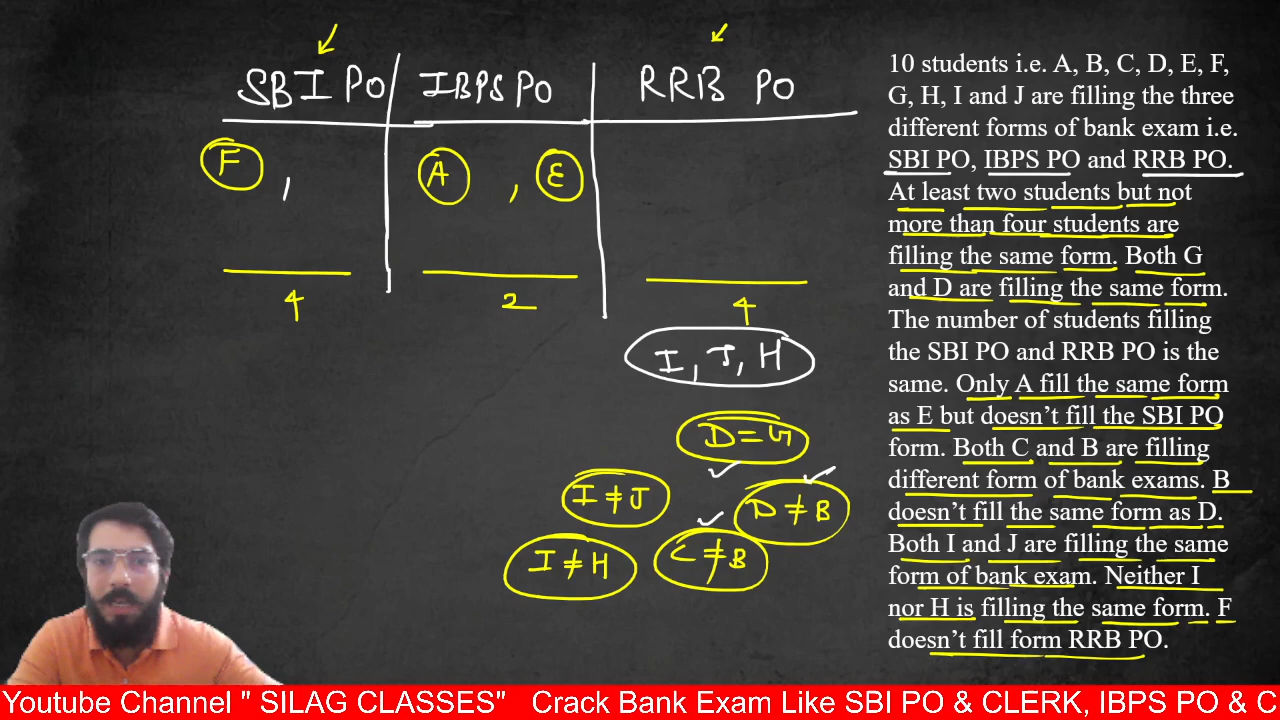 SBI PO IBPS PO RRB PO
F , A , E
4 2 4
I, J, H
D = G
I ≠ J D ≠ B
I ≠ H C ≠ B
10 students i.e. A, B, C, D, E, F,
G, H, I and J are filling the three
different forms of bank exam i.e.
SBI PO, IBPS PO and RRB PO.
At least two students but not
more than four students are
filling the same form. Both G
and D are filling the same form.
The number of students filling
the SBI PO and RRB PO is the
same. Only A fill the same form
as E but doesn't fill the SBI PO
form. Both C and B are filling
different form of bank exams. B
doesn't fill the same form as D.
Both I and J are filling the same
form of bank exam. Neither I
nor H is filling the same form. F
doesn't fill form RRB PO.
Youtube Channel " SILAG CLASSES" Crack Bank Exam Like SBI PO & CLERK, IBPS PO & C